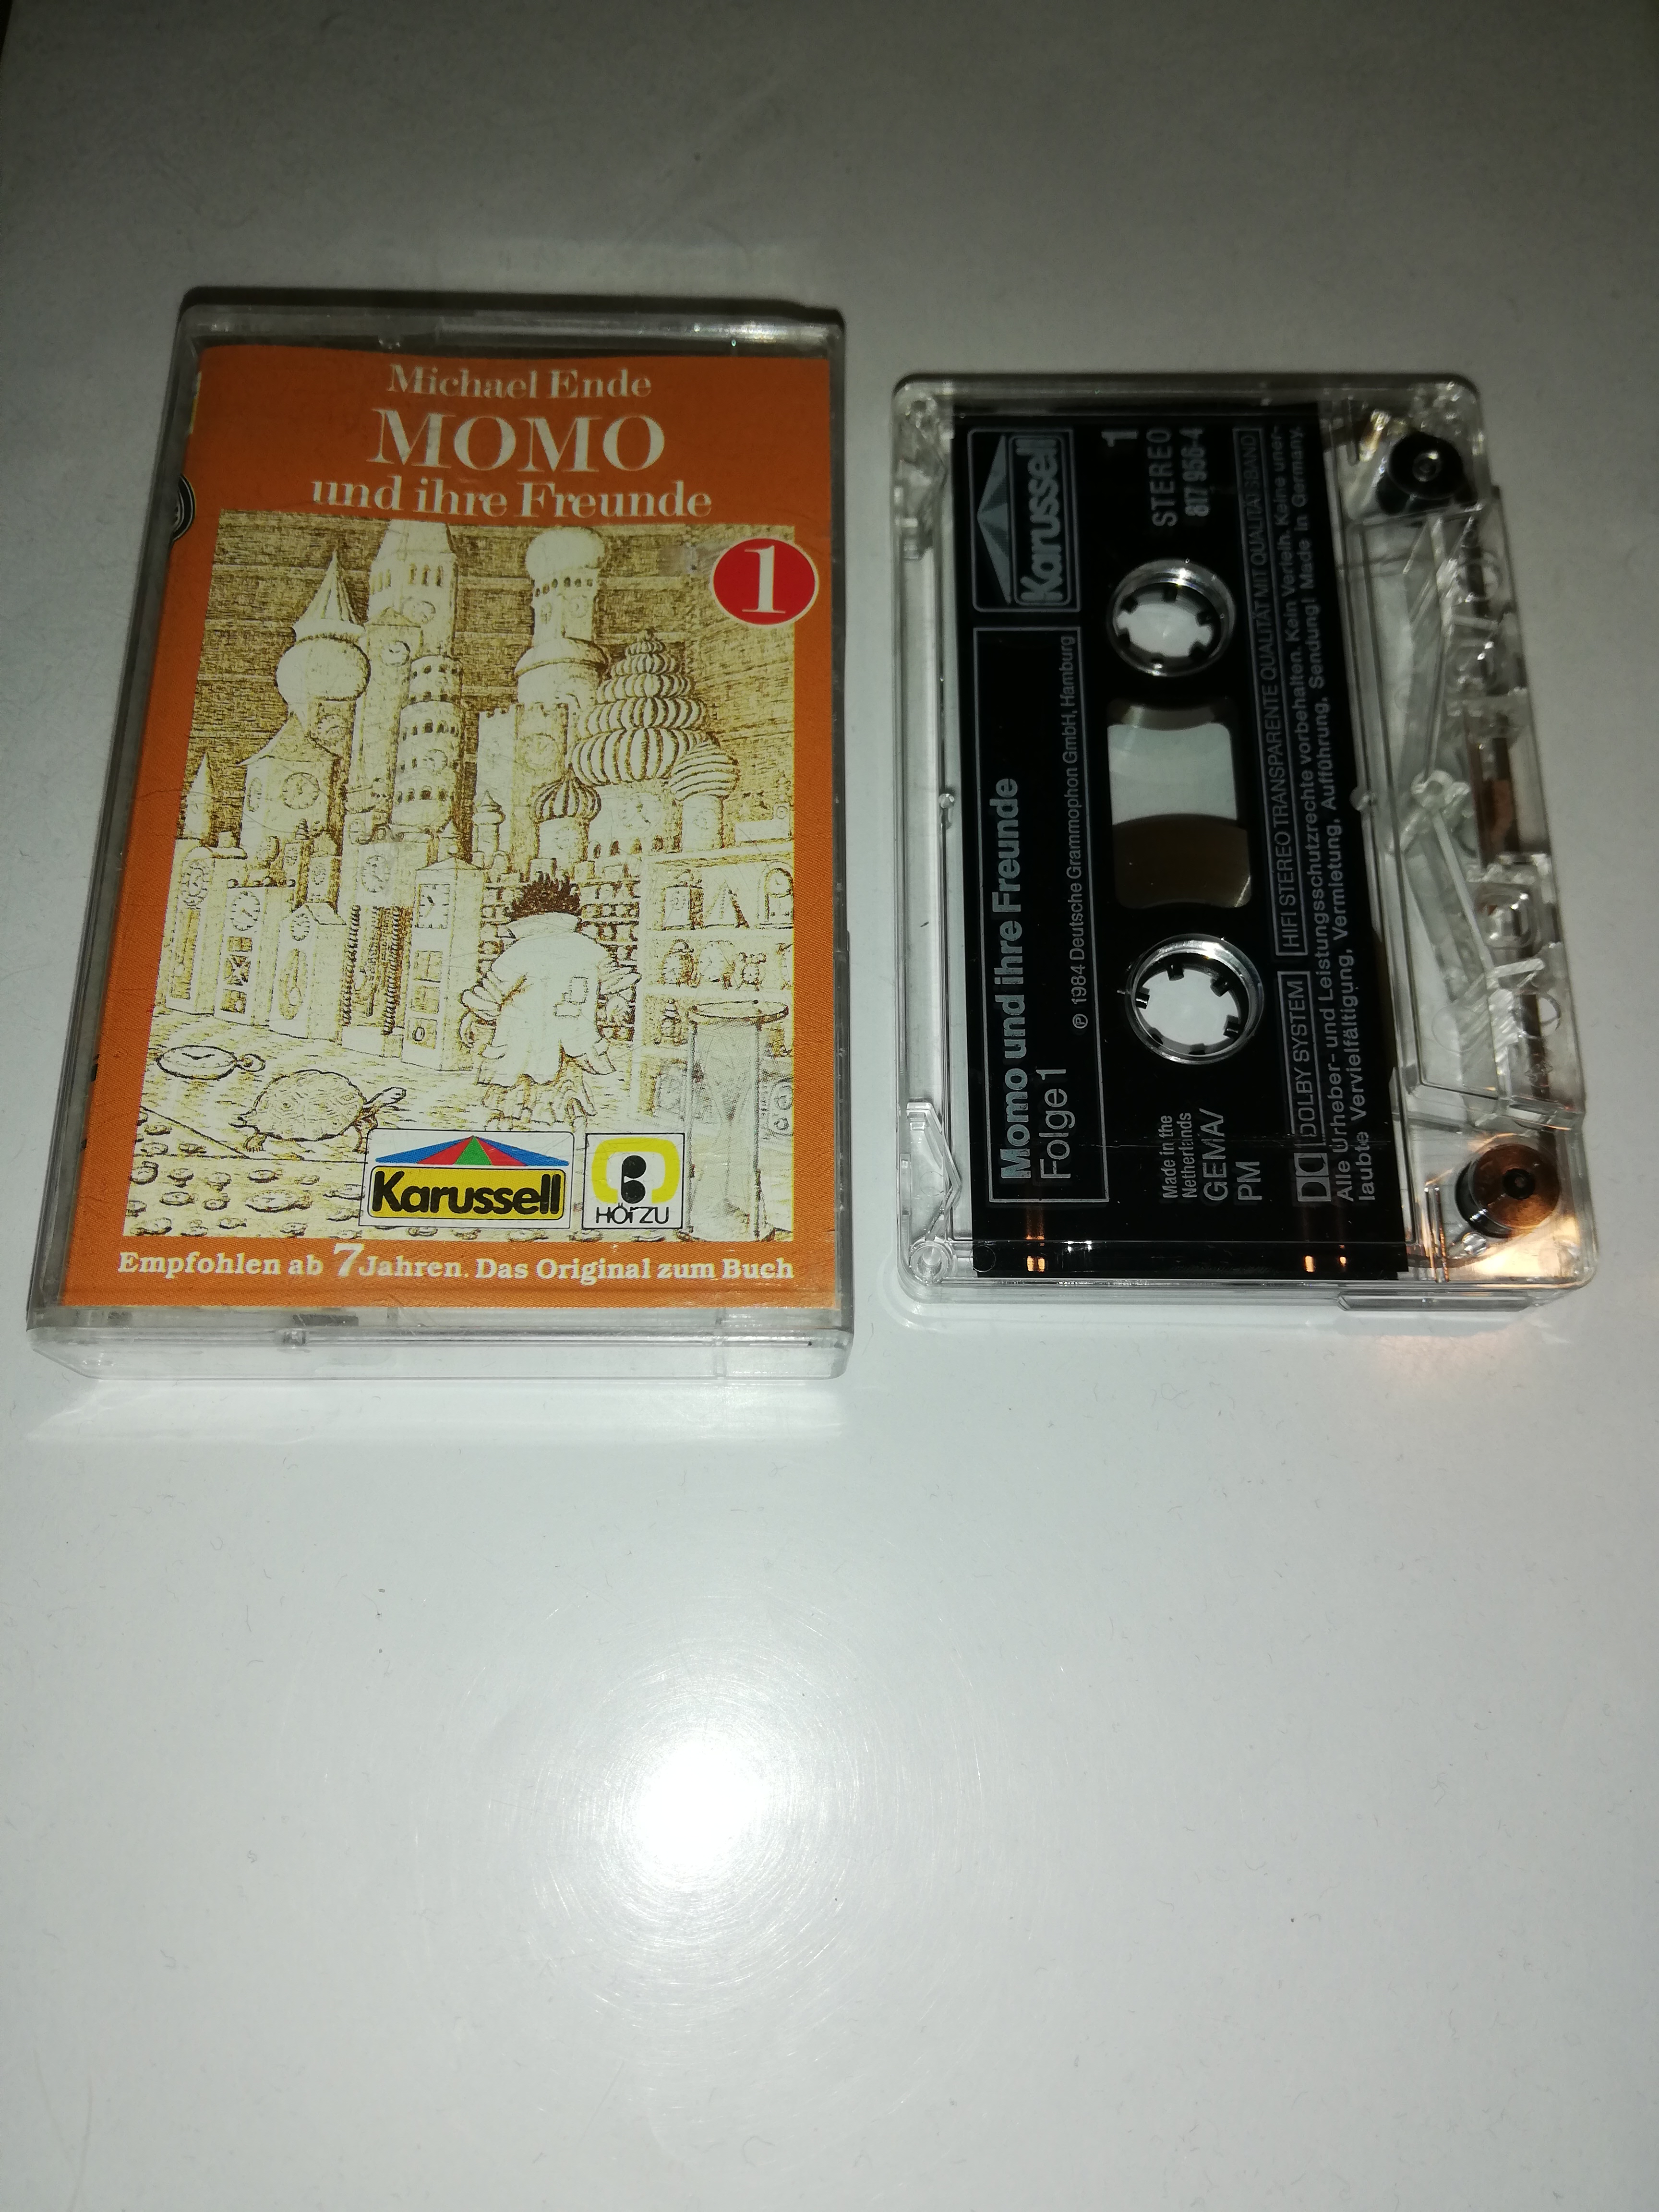 Michael Ende
MOMO
und ihre Freunde
1
Karussell
HÖRZU
Empfohlen ab 7 Jahren. Das Original zum Buch
Karussell
Momo und ihre Freunde
Folge 1
℗ 1984 Deutsche Grammophon GmbH, Hamburg
1
STEREO
817 956-4
Made in the
Netherlands
GEMA/
PM
DOLBY SYSTEM
HIFI STEREO TRANSPARENTE QUALITÄT MIT QUALITÄTSBAND
Alle Urheber- und Leistungsschutzrechte vorbehalten. Kein Verleih. Keine uner-
laubte Vervielfältigung, Vermietung, Aufführung, Sendung! Made in Germany.